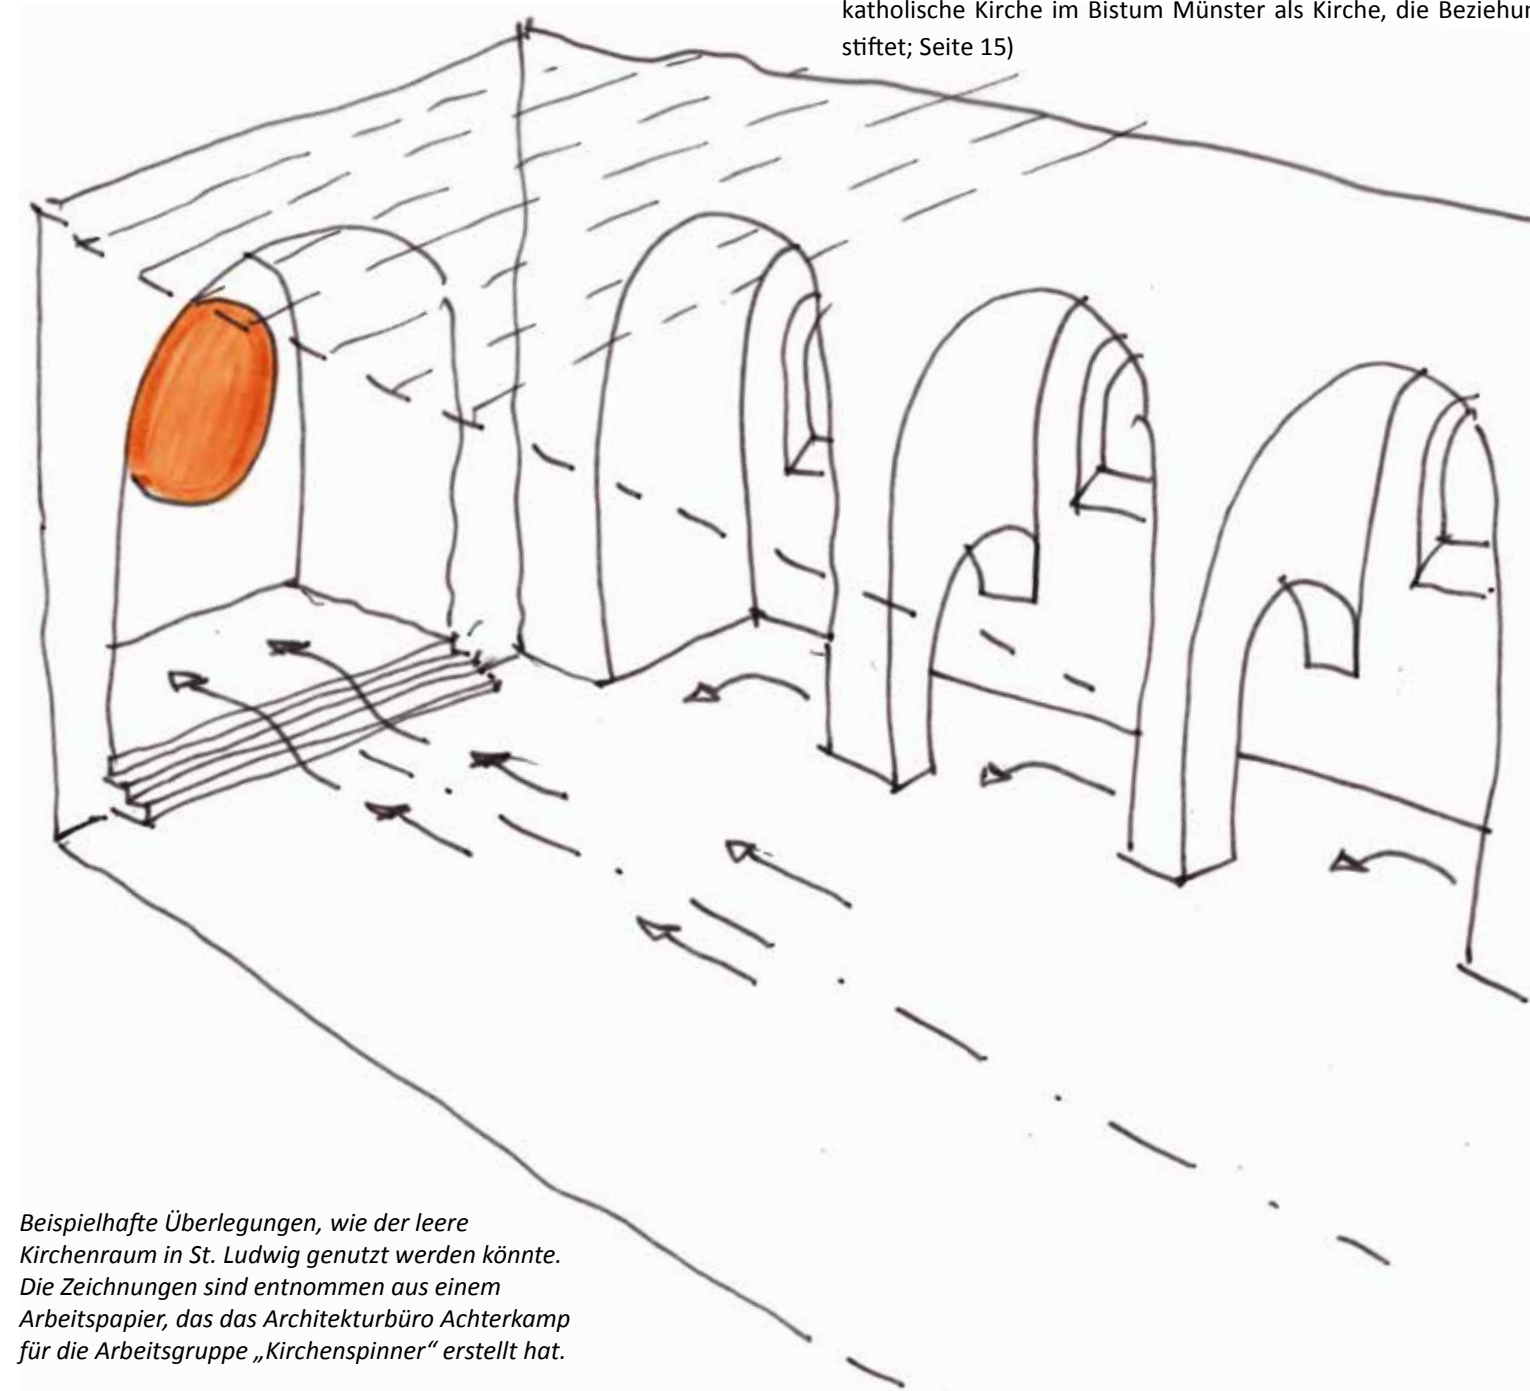 katholische Kirche im Bistum Münster als Kirche, die Beziehun
stiftet; Seite 15)
Beispielhafte Überlegungen, wie der leere
Kirchenraum in St. Ludwig genutzt werden könnte.
Die Zeichnungen sind entnommen aus einem
Arbeitspapier, das das Architekturbüro Achterkamp
für die Arbeitsgruppe „Kirchenspinner“ erstellt hat.